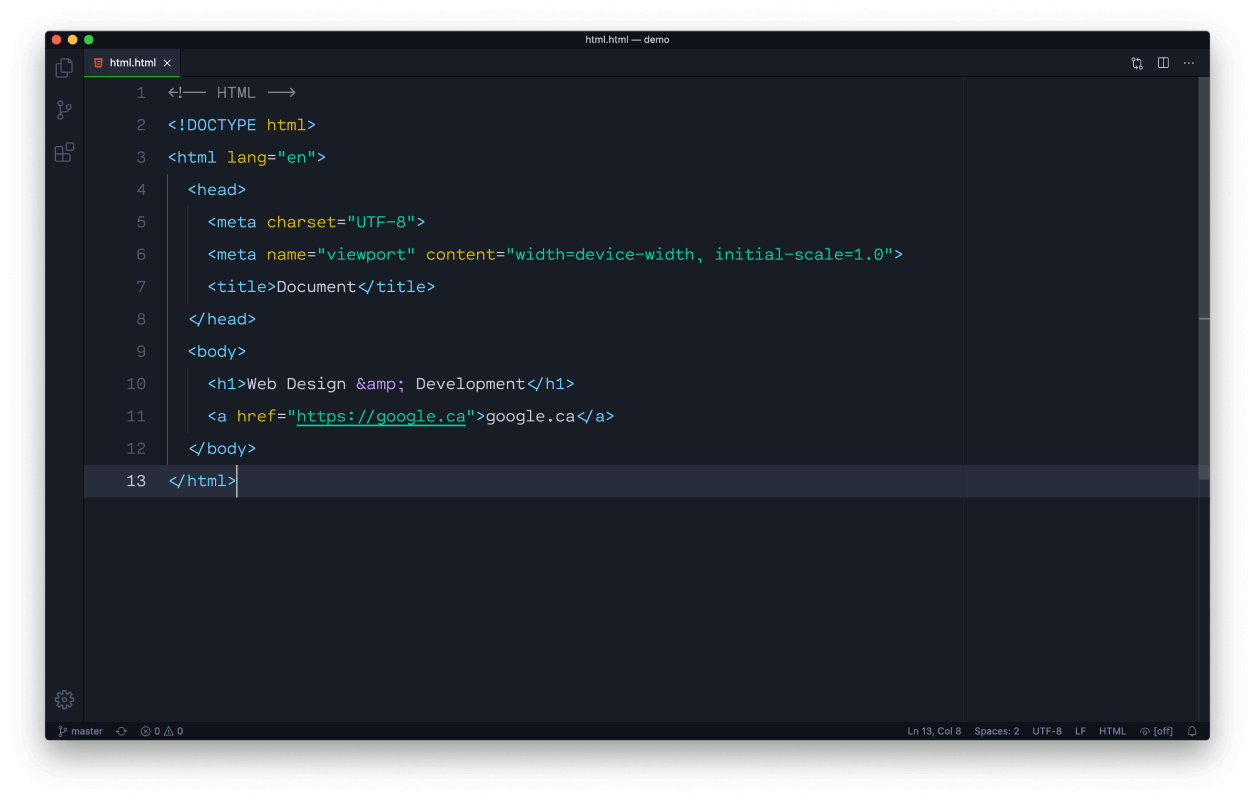 html.html — demo
html.html
1 <!-- HTML -->
2 <!DOCTYPE html>
3 <html lang="en">
4 <head>
5 <meta charset="UTF-8">
6 <meta name="viewport" content="width=device-width, initial-scale=1.0">
7 <title>Document</title>
8 </head>
9 <body>
10 <h1>Web Design &amp; Development</h1>
11 <a href="https://google.ca">google.ca</a>
12 </body>
13 </html>
master 0 0 Ln 13, Col 8 Spaces: 2 UTF-8 LF HTML [off]